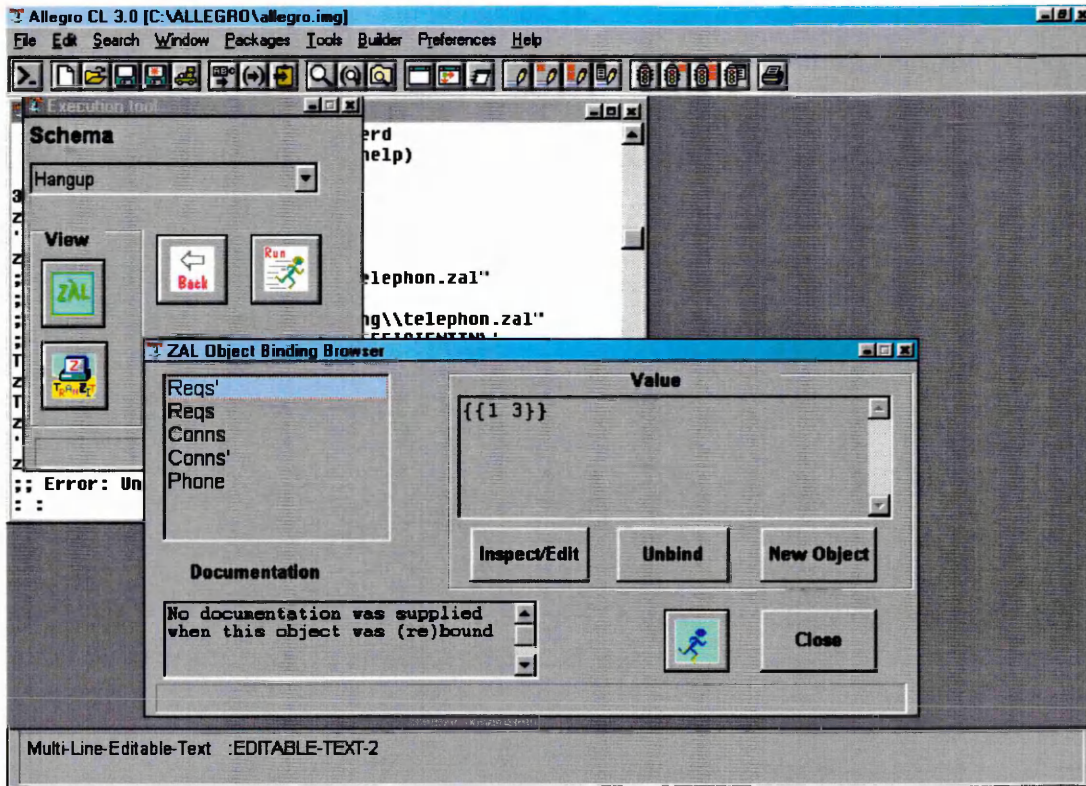 Allegro CL 3.0 [C:\ALLEGRO\allegro.img]
File Edit Search Window Packages Tools Builder Preferences Help
Execution tool
Schema
erd
help)
Hangup
View
Back
Run
ZAL
elephon.zal"
ng\\telephon.zal"
ZAL Object Binding Browser
Reqs'
Reqs
Conns
Conns'
Phone
Value
{{1 3}}
Inspect/Edit
Unbind
New Object
;; Error: Un
: :
Documentation
No documentation was supplied
when this object was (re)bound
Close
Multi-Line-Editable-Text :EDITABLE-TEXT-2